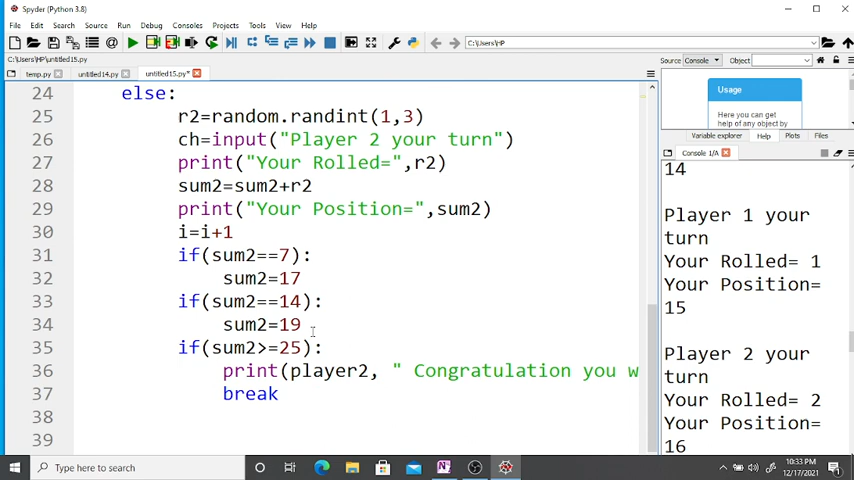 Spyder (Python 3.8)
File Edit Search Source Run Debug Consoles Projects Tools View Help
C:\Users\HP
C:\Users\HP\untitled15.py
temp.py untitled14.py untitled15.py*
24 else:
25 r2=random.randint(1,3)
26 ch=input("Player 2 your turn")
27 print("Your Rolled=",r2)
28 sum2=sum2+r2
29 print("Your Position=",sum2)
30 i=i+1
31 if(sum2==7):
32 sum2=17
33 if(sum2==14):
34 sum2=19
35 if(sum2>=25):
36 print(player2, " Congratulation you w
37 break
38
39
Source Console Object
Usage
Here you can
get help of any
object by
Variable explorer Help Plots Files
Console 1/A
14
Player 1 your
turn
Your Rolled= 1
Your Position=
15
Player 2 your
turn
Your Rolled= 2
Your Position=
16
Type here to search
10:33 PM
12/17/2021